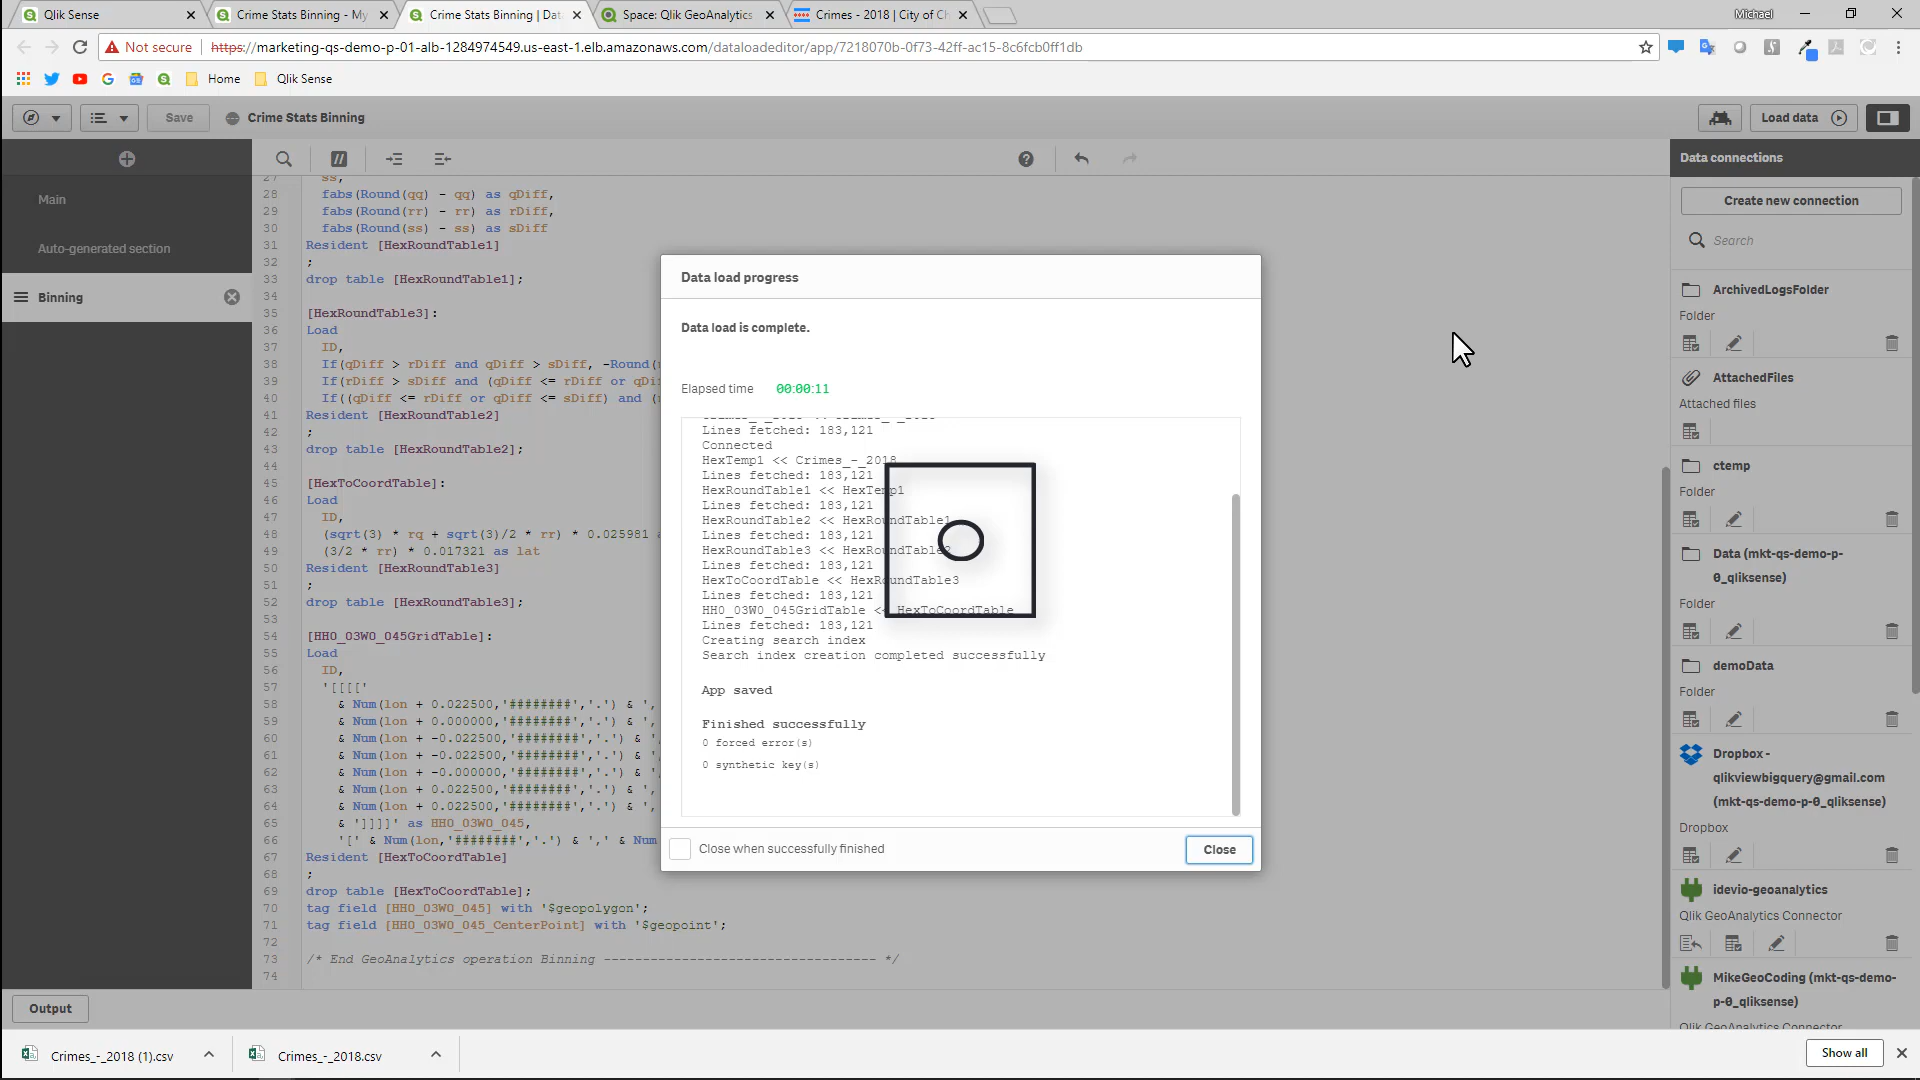 Qlik Sense
Crime Stats Binning - My
Crime Stats Binning | Data
Space: Qlik GeoAnalytics
Crimes - 2018 | City of Ch
Michael
Not secure
https://marketing-qs-demo-p-01-alb-1284974549.us-east-1.elb.amazonaws.com/dataloadeditor/app/7218070b-0f73-42ff-ac15-8c6fcb0ff1db
Home
Qlik Sense
Save
Crime Stats Binning
Load data
Main
Auto-generated section
Binning
27 ss,
28 fabs(Round(qq) - qq) as qDiff,
29 fabs(Round(rr) - rr) as rDiff,
30 fabs(Round(ss) - ss) as sDiff
31 Resident [HexRoundTable1]
32 ;
33 drop table [HexRoundTable1];
34
35 [HexRoundTable3]:
36 Load
37 ID,
38 If(qDiff > rDiff and qDiff > sDiff, -Round(
39 If(rDiff > sDiff and (qDiff <= rDiff or qDi
40 If((qDiff <= rDiff or qDiff <= sDiff) and (
41 Resident [HexRoundTable2]
42 ;
43 drop table [HexRoundTable2];
44
45 [HexToCoordTable]:
46 Load
47 ID,
48 (sqrt(3) * rq + sqrt(3)/2 * rr) * 0.025981
49 (3/2 * rr) * 0.017321 as lat
50 Resident [HexRoundTable3]
51 ;
52 drop table [HexRoundTable3];
53
54 [HH0_03W0_045GridTable]:
55 Load
56 ID,
57 '[[[['
58 & Num(lon + 0.022500,'########','.') & ',
59 & Num(lon + 0.000000,'########','.') & ',
60 & Num(lon + -0.022500,'########','.') & '
61 & Num(lon + -0.022500,'########','.') & '
62 & Num(lon + -0.000000,'########','.') & '
63 & Num(lon + 0.022500,'########','.') & ',
64 & Num(lon + 0.022500,'########','.') & ',
65 & ']]]]' as HH0_03W0_045,
66 '[' & Num(lon,'########','.') & ',' & Num
67 Resident [HexToCoordTable]
68 ;
69 drop table [HexToCoordTable];
70 tag field [HH0_03W0_045] with '$geopolygon';
71 tag field [HH0_03W0_045_CenterPoint] with '$geopoint';
72
73 /* End GeoAnalytics operation Binning ---------------------------------- */
74
Output
Data load progress
Data load is complete.
Elapsed time 00:00:11
Lines fetched: 183,121
Connected
HexTemp1 << Crimes_-_2018
Lines fetched: 183,121
HexRoundTable1 << HexTemp1
Lines fetched: 183,121
HexRoundTable2 << HexRoundTable1
Lines fetched: 183,121
HexRoundTable3 << HexRoundTable2
Lines fetched: 183,121
HexToCoordTable << HexRoundTable3
Lines fetched: 183,121
HH0_03W0_045GridTable << HexToCoordTable
Lines fetched: 183,121
Creating search index
Search index creation completed successfully
App saved
Finished successfully
0 forced error(s)
0 synthetic key(s)
Close when successfully finished
Close
Data connections
Create new connection
Search
ArchivedLogsFolder
Folder
AttachedFiles
Attached files
ctemp
Folder
Data (mkt-qs-demo-p-
0_qliksense)
Folder
demoData
Folder
Dropbox -
qlikviewbigquery@gmail.com
(mkt-qs-demo-p-0_qliksense)
Dropbox
idevio-geoanalytics
Qlik GeoAnalytics Connector
MikeGeoCoding (mkt-qs-demo-
p-0_qliksense)
Qlik GeoAnalytics Connector
Crimes_-_2018 (1).csv
Crimes_-_2018.csv
Show all